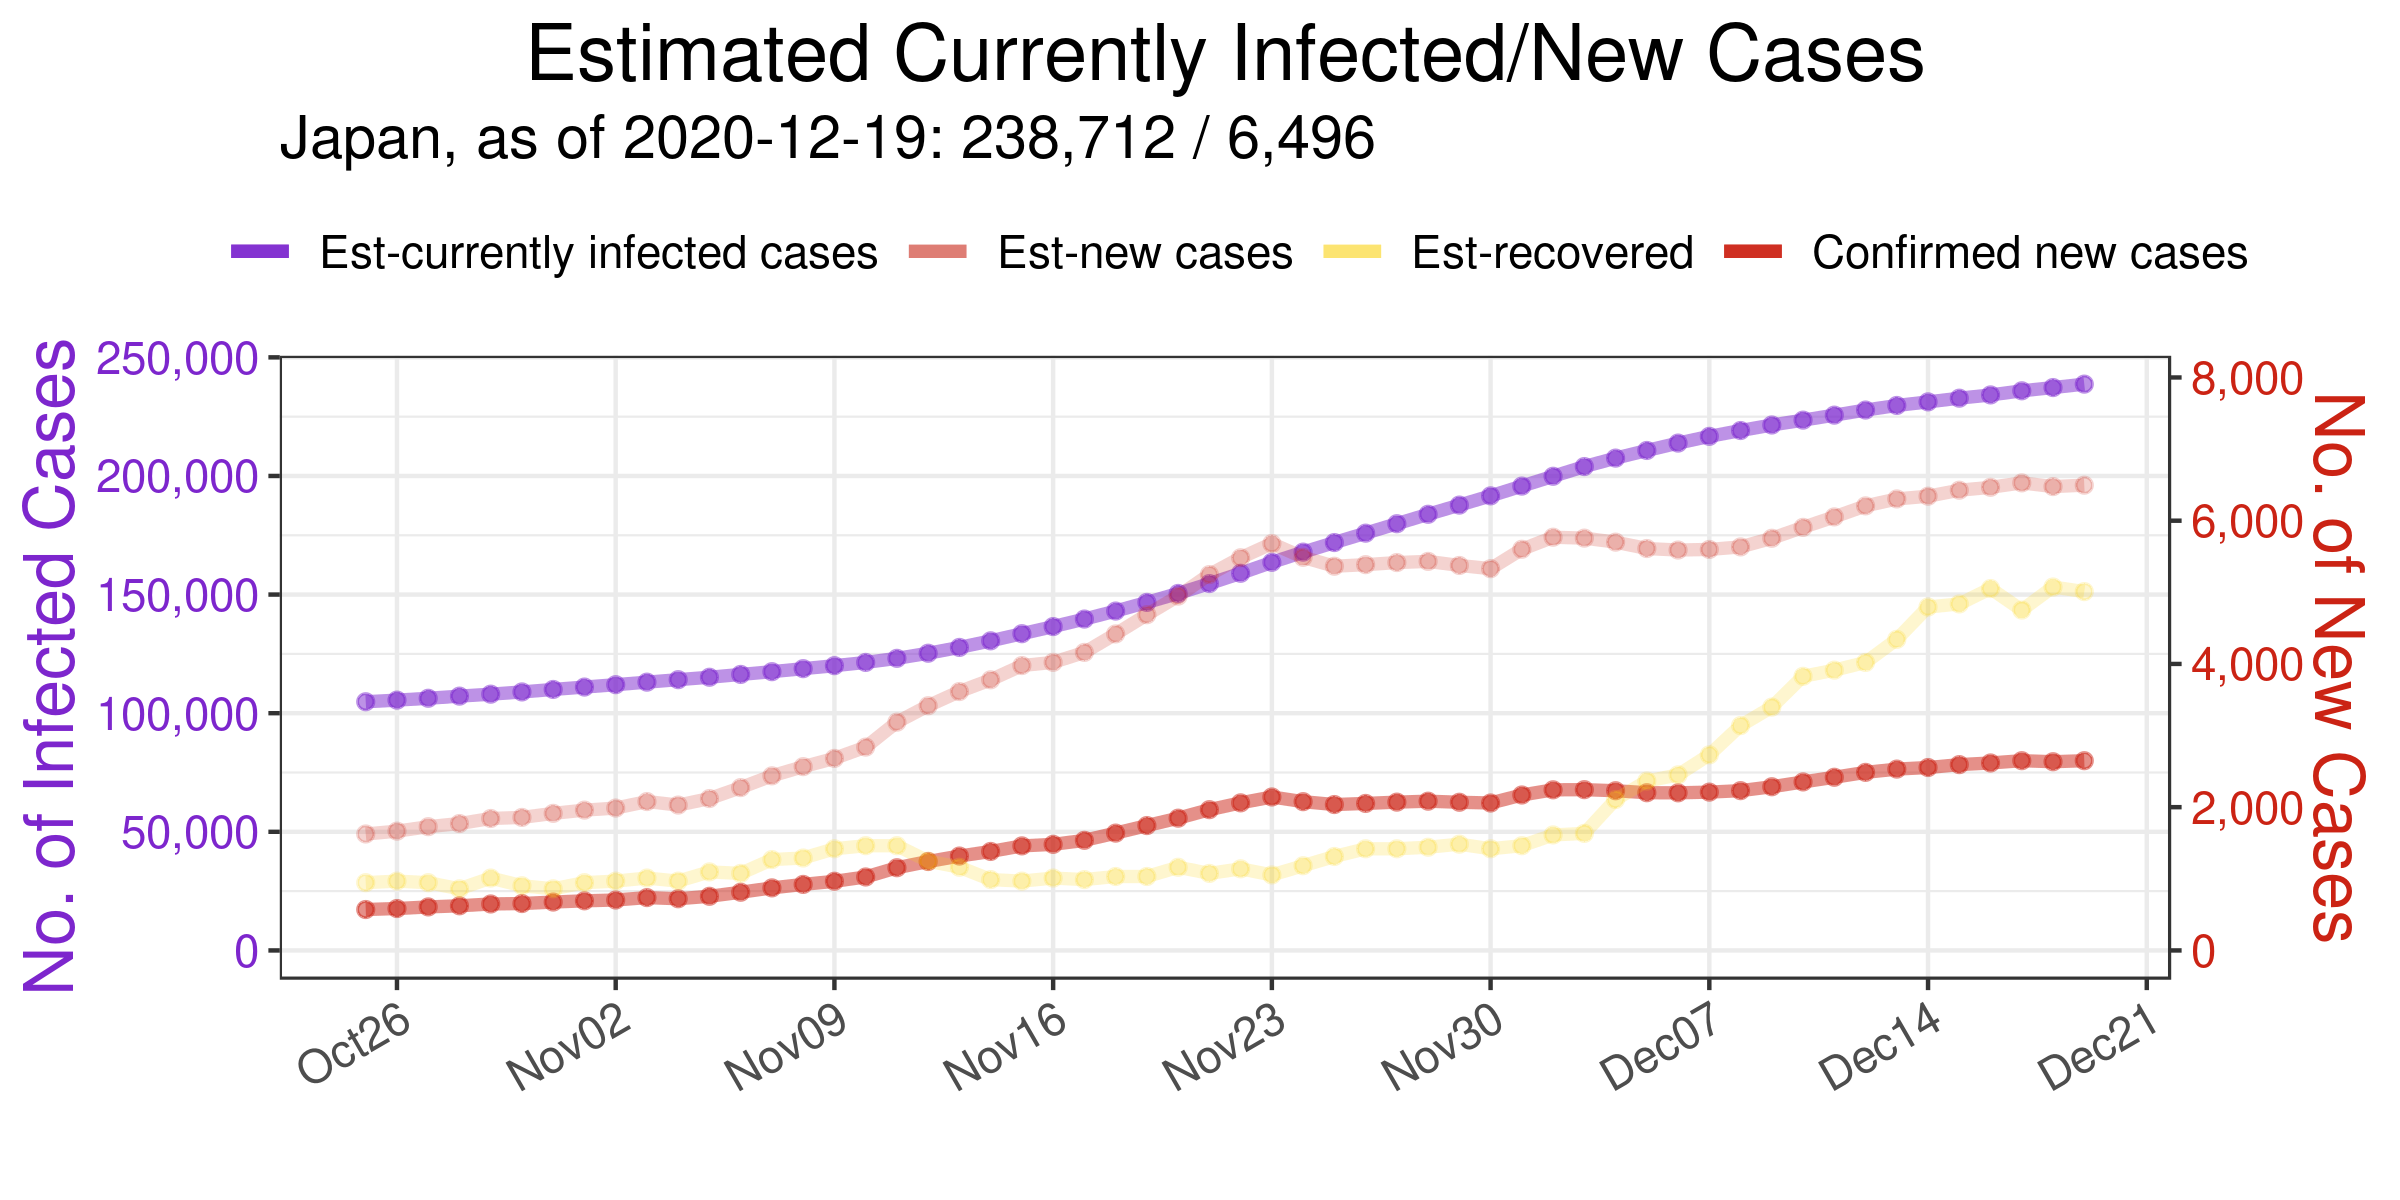 Estimated Currently Infected/New Cases
Japan, as of 2020-12-19: 238,712 / 6,496
Est-currently infected cases Est-new cases Est-recovered Confirmed new cases
No. of Infected Cases
250,000
200,000
150,000
100,000
50,000
0
8,000
6,000
4,000
2,000
0
No. of New Cases
Oct26 Nov02 Nov09 Nov16 Nov23 Nov30 Dec07 Dec14 Dec21